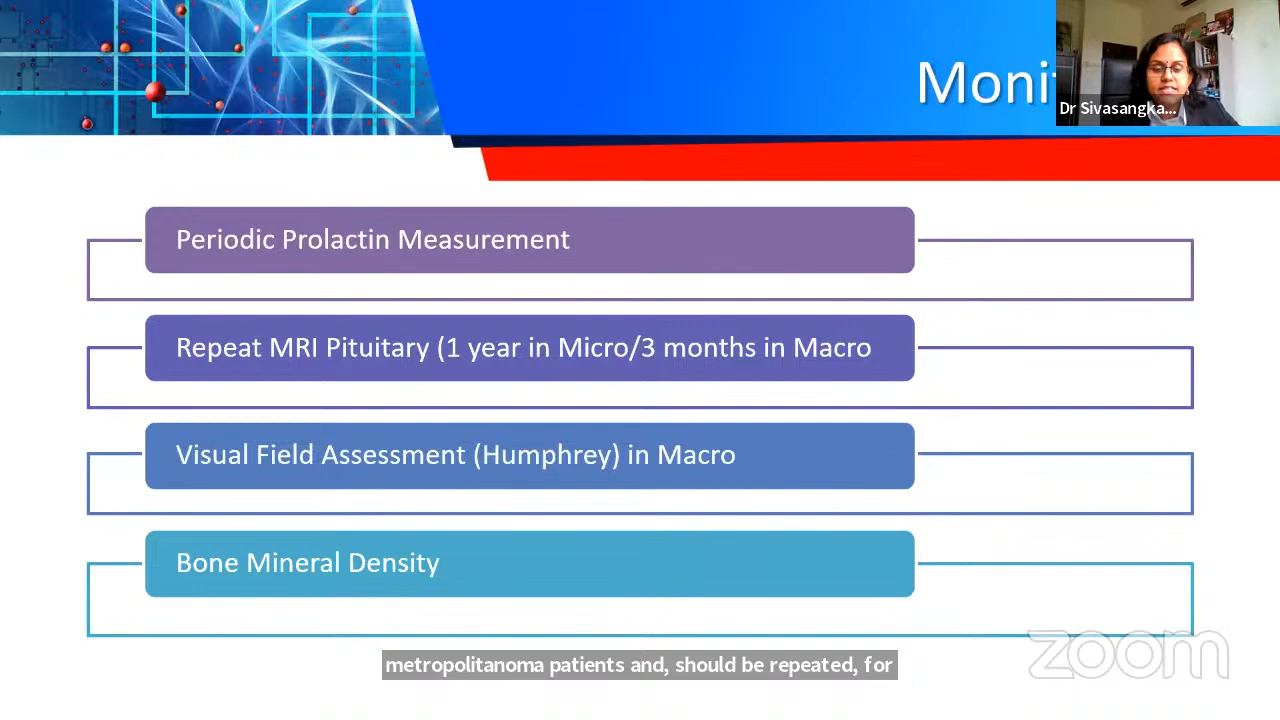 Moni
Dr Sivasangka...
Periodic Prolactin Measurement
Repeat MRI Pituitary (1 year in Micro/3 months in Macro
Visual Field Assessment (Humphrey) in Macro
Bone Mineral Density
metropolitanoma patients and, should be repeated, for
zoom